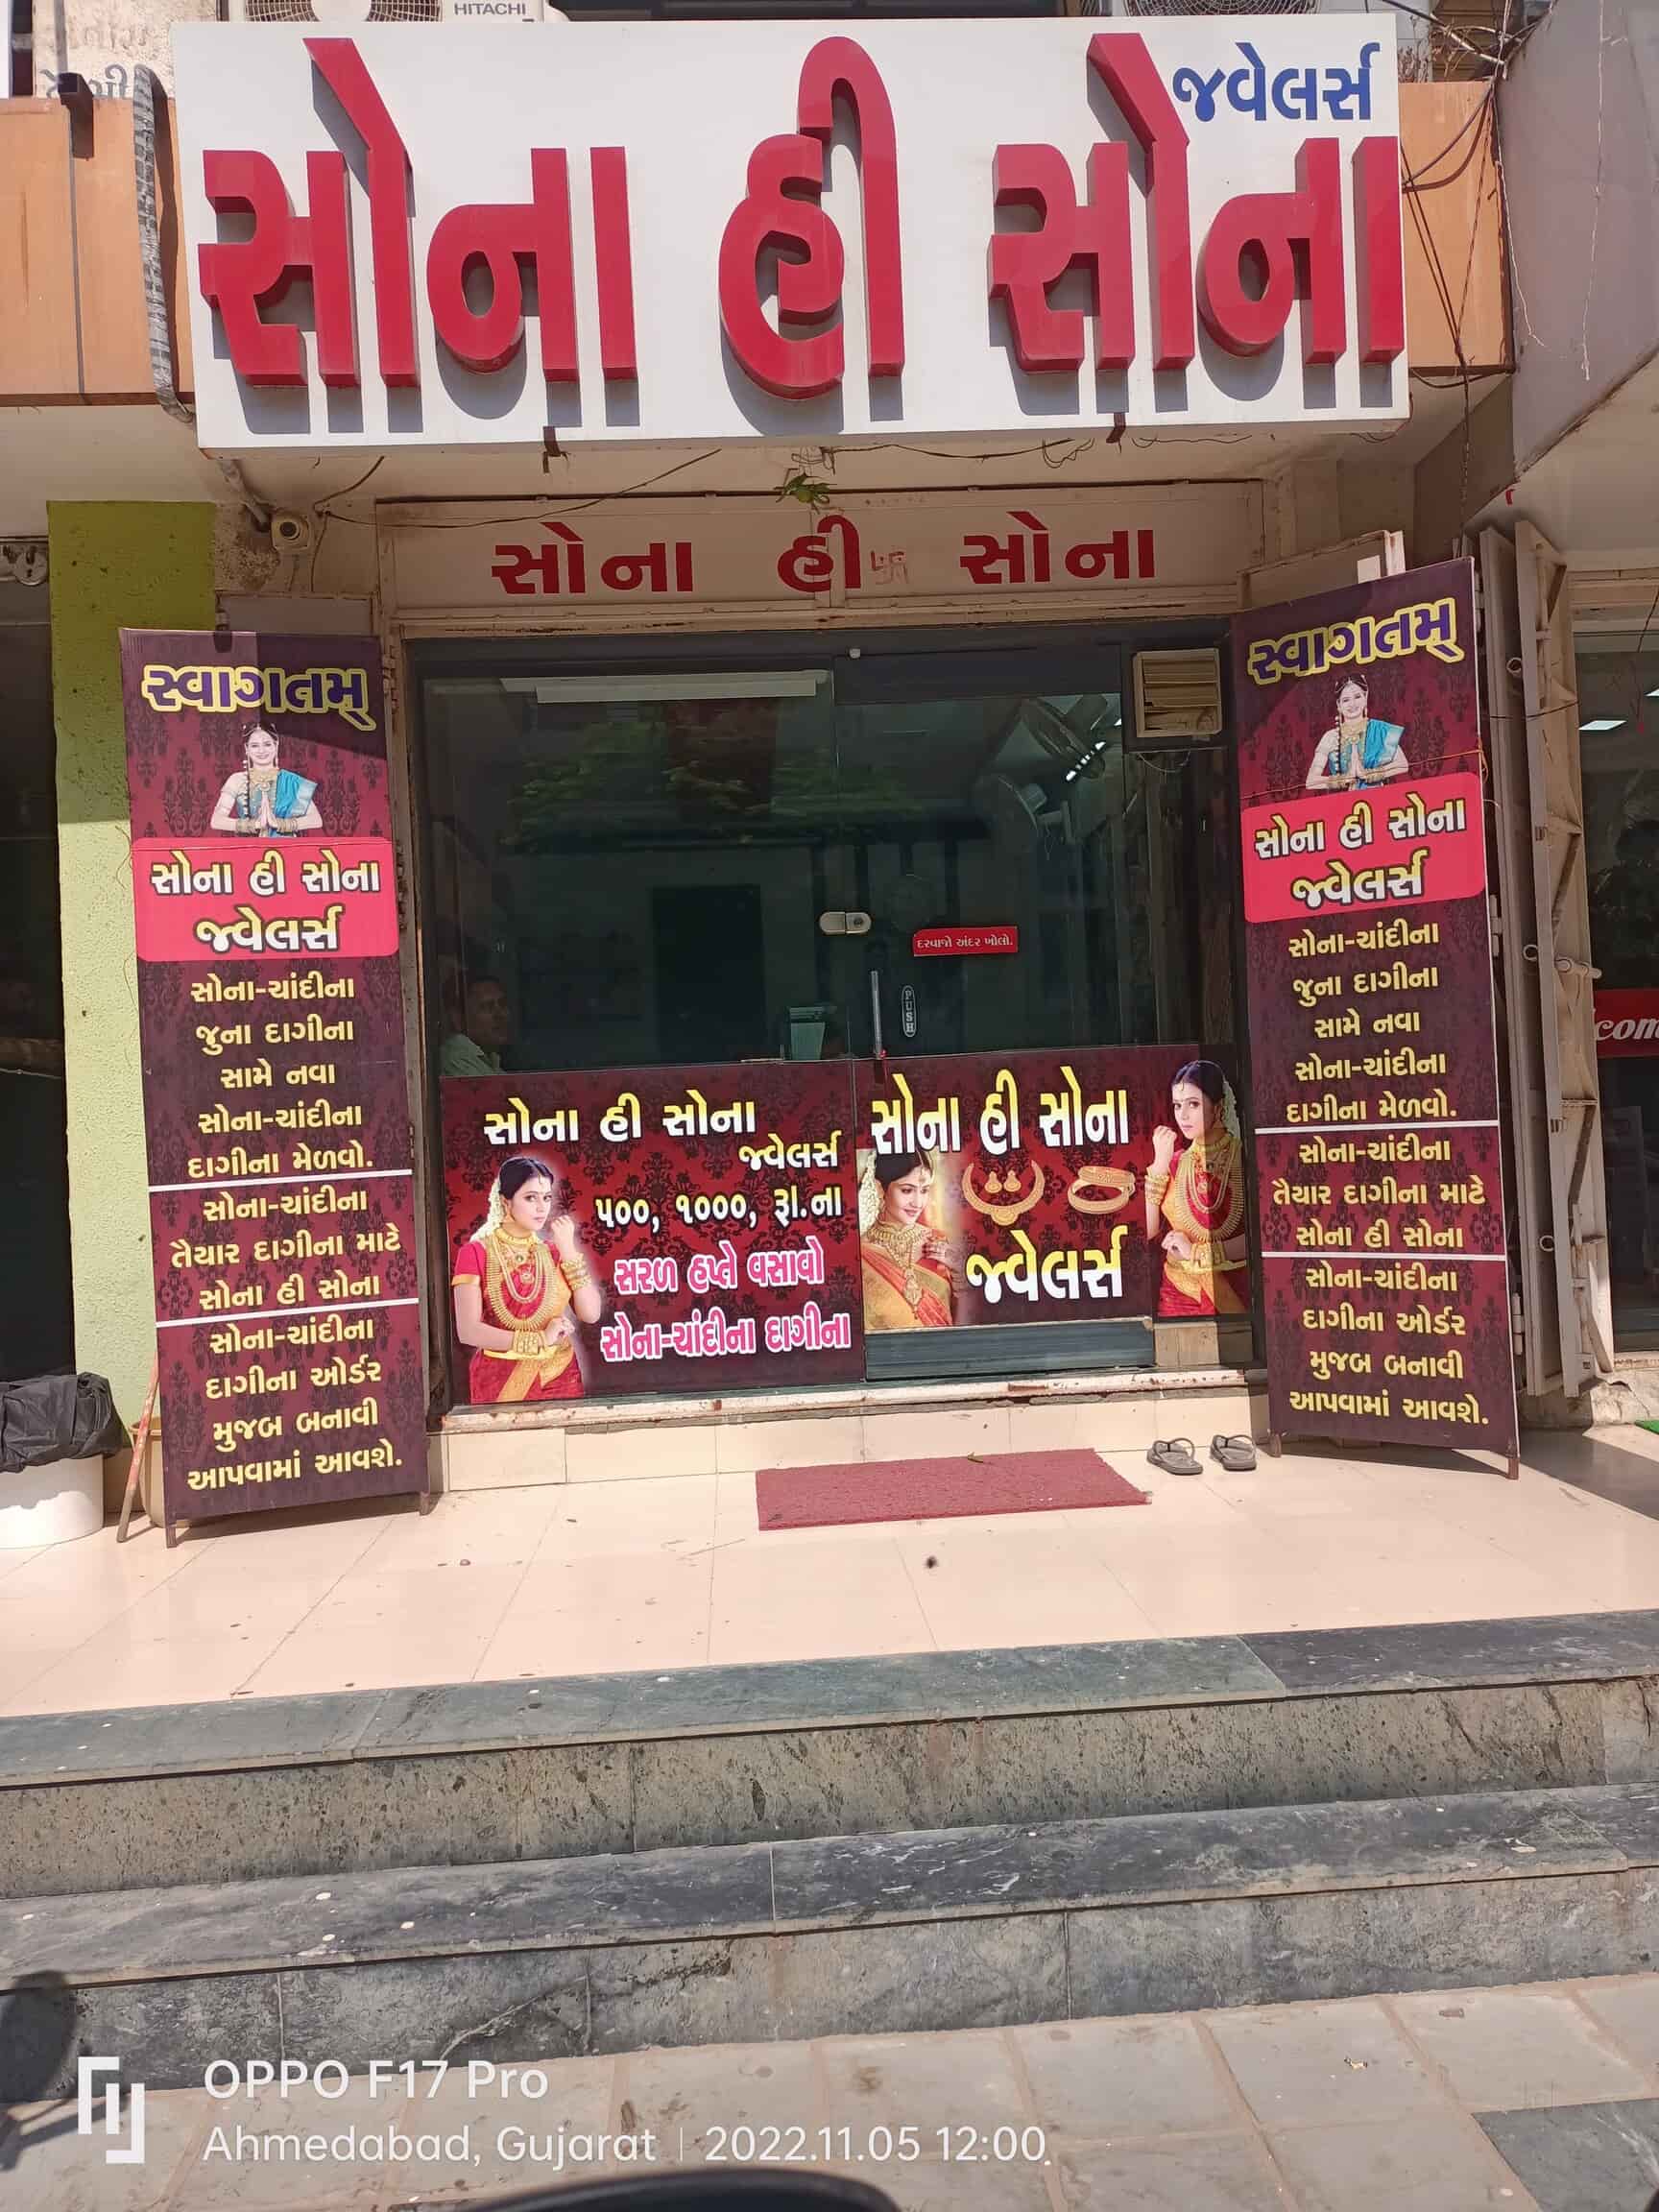 HITACHI
જવેલર્સ
સોના હી સોના
સોના હી સોના
સ્વાગતમ્
સોના હી સોના
જ્વેલર્સ
સોના-ચાંદીના
જુના દાગીના
સામે નવા
સોના-ચાંદીના
દાગીના મેળવો.
સોના-ચાંદીના
તૈયાર દાગીના માટે
સોના હી સોના
સોના-ચાંદીના
દાગીના ઓર્ડર
મુજબ બનાવી
આપવામાં આવશે.
દરવાજો અંદર ખોલો.
PUSH
સોના હી સોના
જ્વેલર્સ
૫૦૦, ૧૦૦૦, રૂા.ના
સરળ હપ્તે વસાવો
સોના-ચાંદીના દાગીના
સોના હી સોના
જ્વેલર્સ
સ્વાગતમ્
સોના હી સોના
જ્વેલર્સ
સોના-ચાંદીના
જુના દાગીના
સામે નવા
સોના-ચાંદીના
દાગીના મેળવો.
સોના-ચાંદીના
તૈયાર દાગીના માટે
સોના હી સોના
સોના-ચાંદીના
દાગીના ઓર્ડર
મુજબ બનાવી
આપવામાં આવશે.
OPPO F17 Pro
Ahmedabad, Gujarat | 2022.11.05 12:00